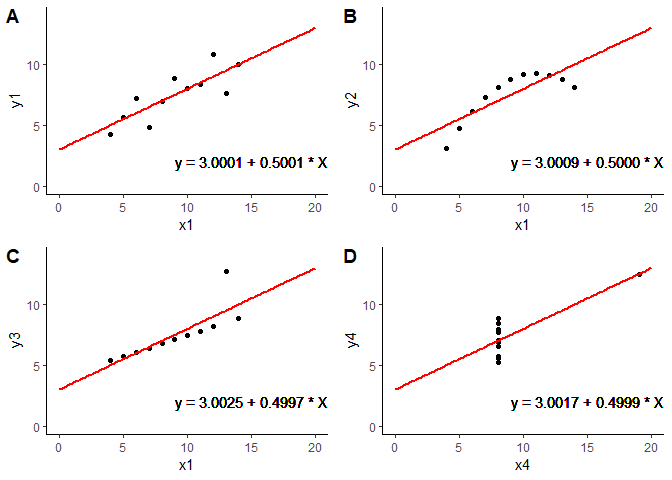 A
y1
10
5
0
y = 3.0001 + 0.5001 * X
0 5 10 15 20
x1
B
y2
10
5
0
y = 3.0009 + 0.5000 * X
0 5 10 15 20
x1
C
y3
10
5
0
y = 3.0025 + 0.4997 * X
0 5 10 15 20
x1
D
y4
10
5
0
y = 3.0017 + 0.4999 * X
0 5 10 15 20
x4